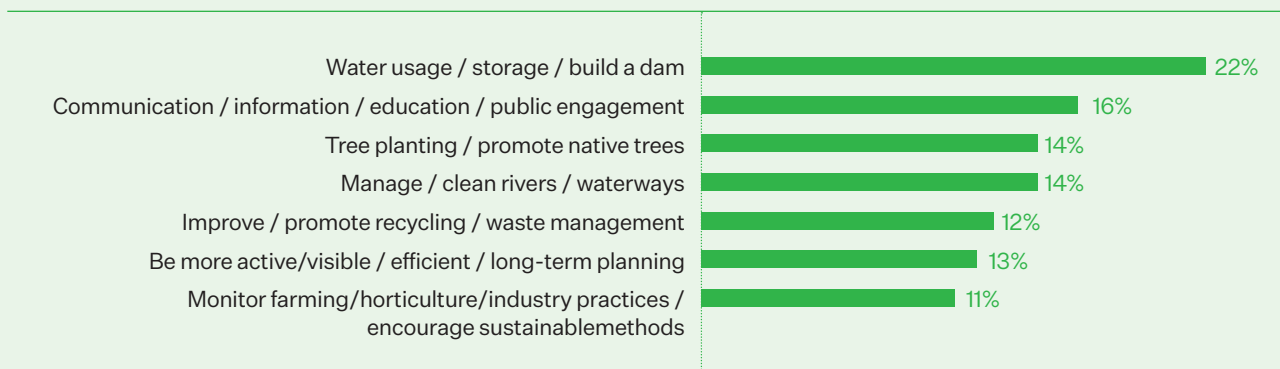 Water usage / storage / build a dam 22%
Communication / information / education / public engagement 16%
Tree planting / promote native trees 14%
Manage / clean rivers / waterways 14%
Improve / promote recycling / waste management 12%
Be more active/visible / efficient / long-term planning 13%
Monitor farming/horticulture/industry practices / 11%
encourage sustainablemethods